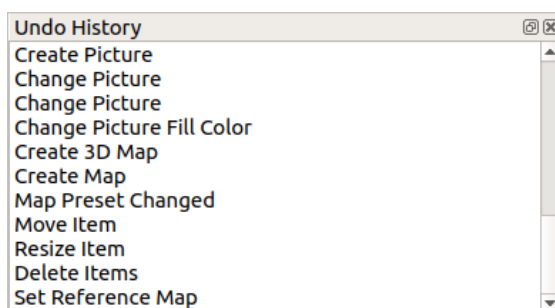 Undo History
Create Picture
Change Picture
Change Picture
Change Picture Fill Color
Create 3D Map
Create Map
Map Preset Changed
Move Item
Resize Item
Delete Items
Set Reference Map